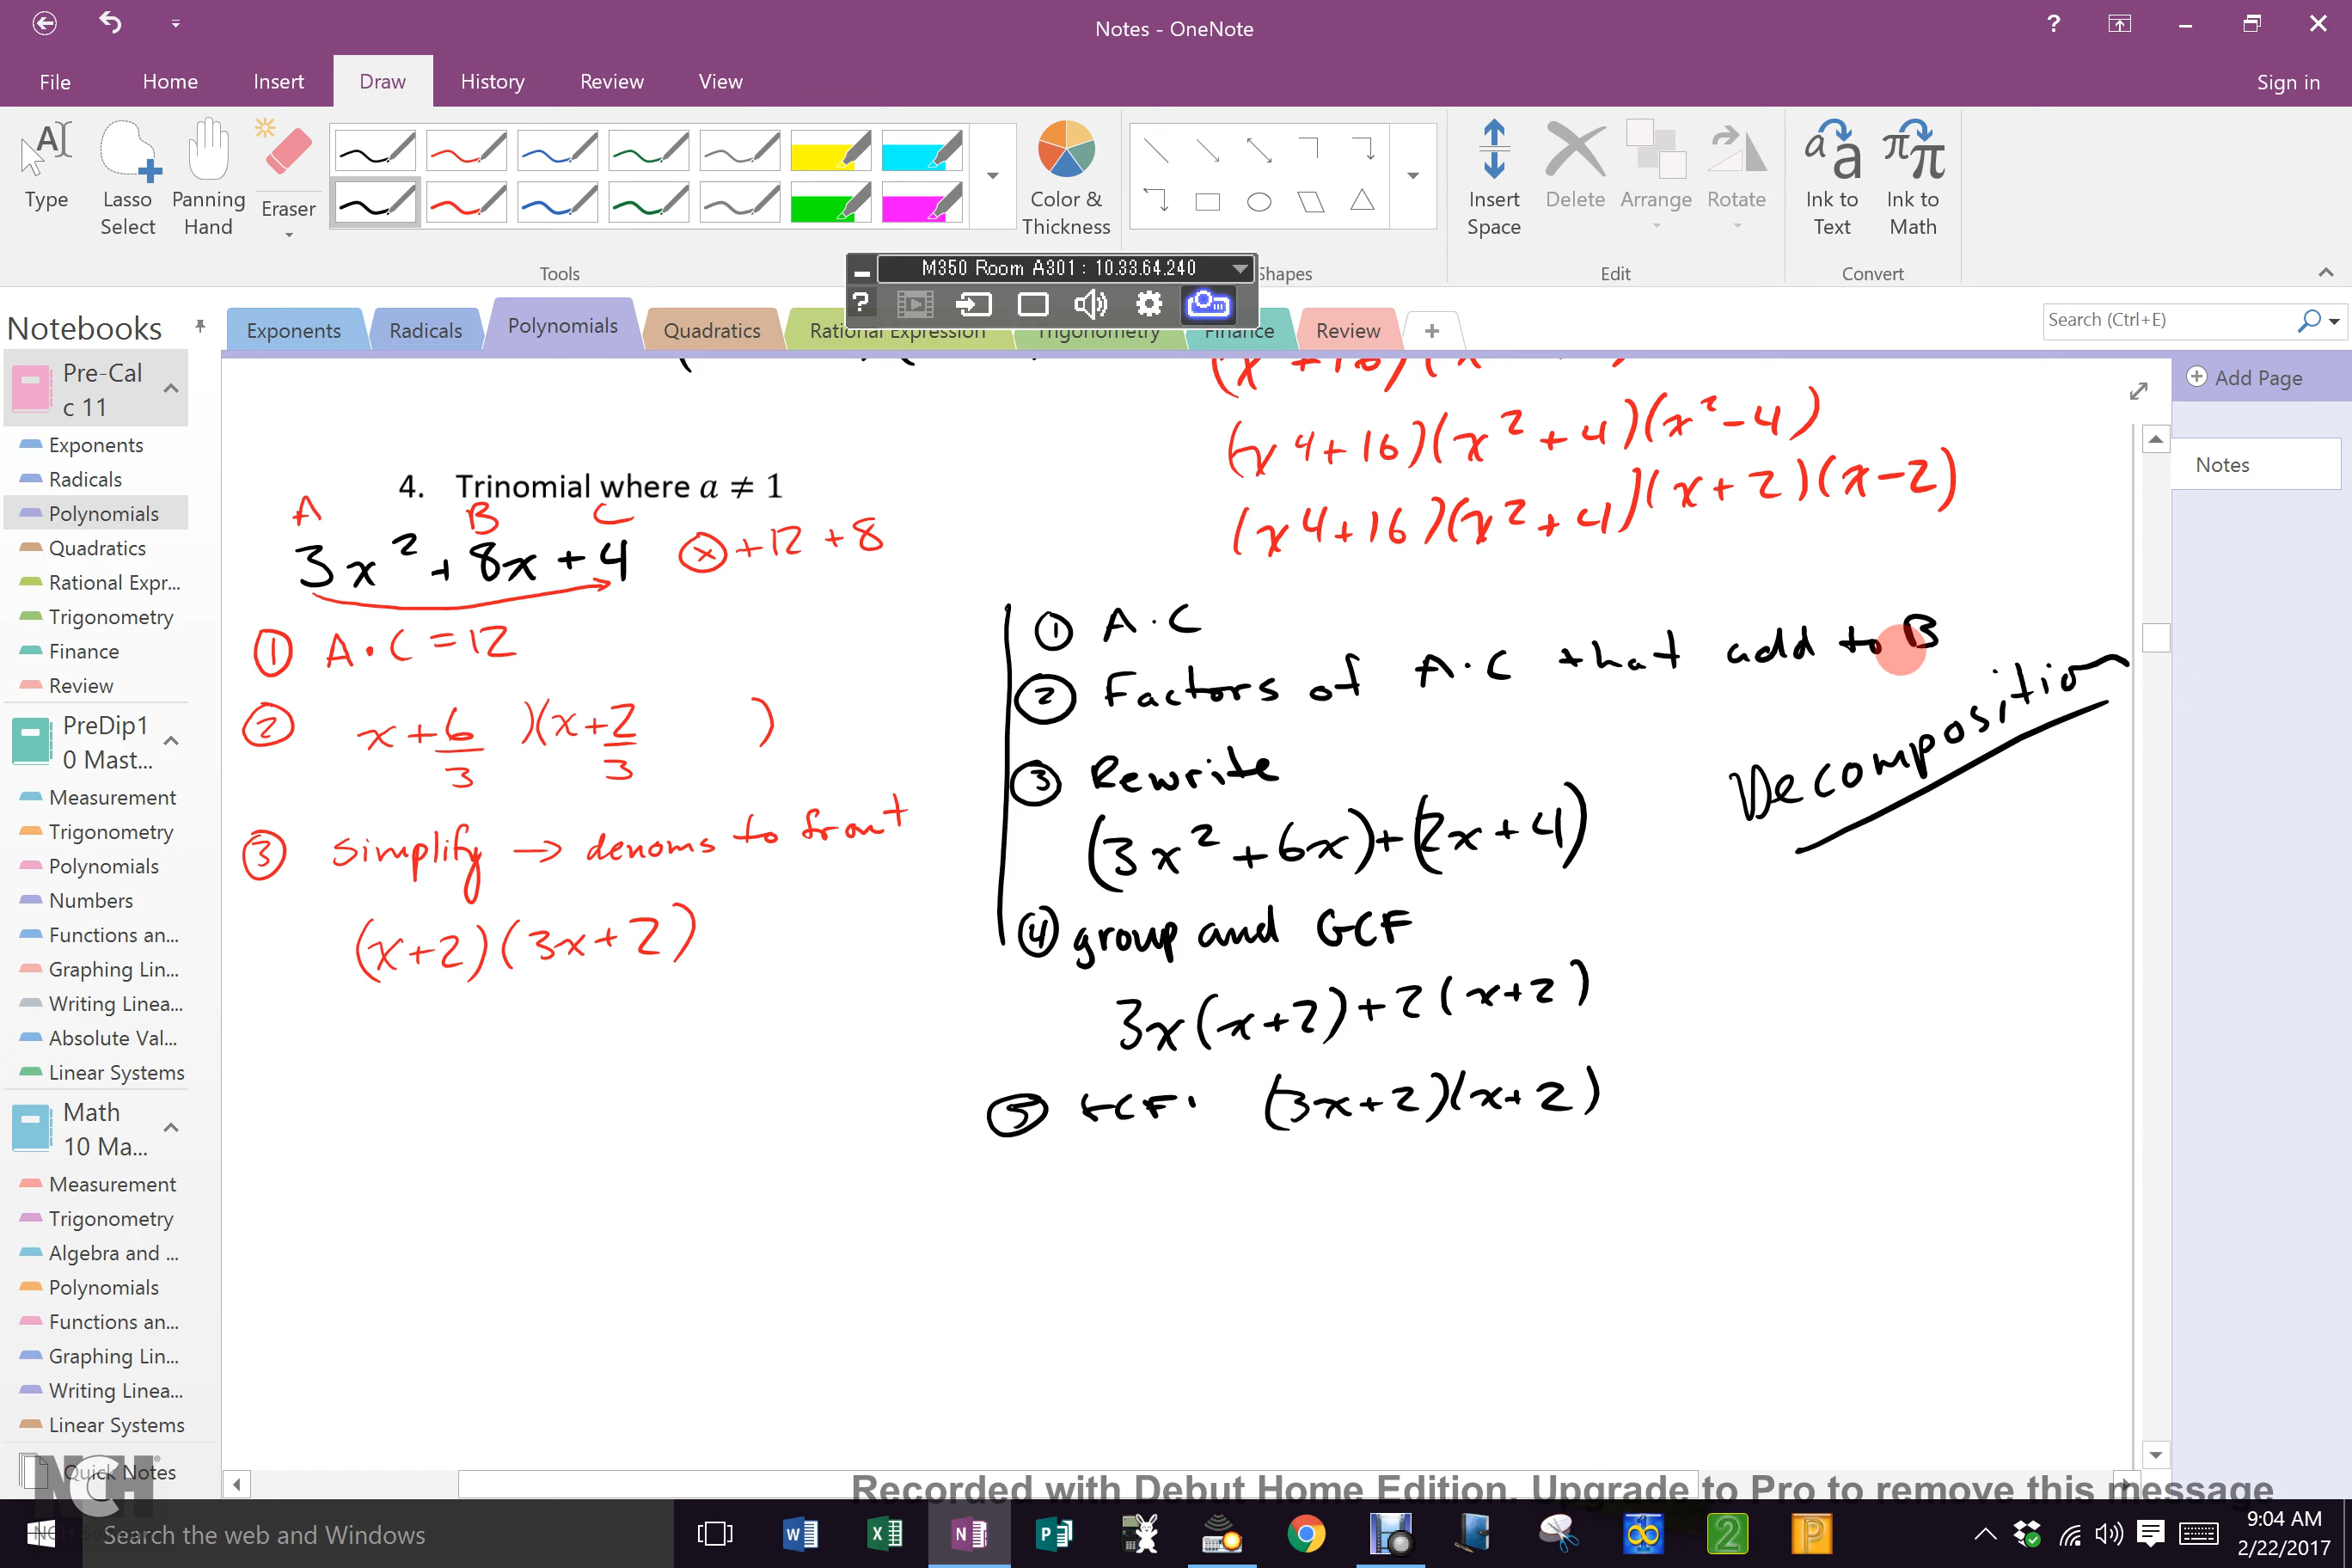 Notes - OneNote
File Home Insert Draw History Review View Sign in
Type
Lasso Select
Panning Hand
Eraser
Color & Thickness
Insert Space
Delete
Arrange
Rotate
Ink to Text
Ink to Math
Tools
Shapes
Edit
Convert
M350 Room A301 : 10.33.64.240
Notebooks
Exponents Radicals Polynomials Quadratics Rational Expression Trigonometry Finance Review +
Search (Ctrl+E)
Pre-Cal
c 11
Exponents
Radicals
Polynomials
Quadratics
Rational Expr...
Trigonometry
Finance
Review
PreDip1
0 Mast...
Measurement
Trigonometry
Polynomials
Numbers
Functions an...
Graphing Lin...
Writing Linea...
Absolute Val...
Linear Systems
Math
10 Ma...
Measurement
Trigonometry
Algebra and ...
Polynomials
Functions an...
Graphing Lin...
Writing Linea...
Linear Systems
Quick Notes
Add Page
Notes
(x⁴+16)(x²+4)(x²-4)
(x⁴+16)(x²+4)(x+2)(x-2)
4. Trinomial where a ≠ 1
A B C
3x²+8x+4 ⓧ+12 +8
① A·C=12
② x+6/3 )(x+2/3 )
③ simplify → denoms to front
(x+2)(3x+2)
① A·C
② Factors of A·C that add to B
③ Rewrite
(3x²+6x)+(2x+4)
④ group and GCF
3x(x+2)+2(x+2)
⑤ GCF. (3x+2)(x+2)
Decomposition
Recorded with Debut Home Edition. Upgrade to Pro to remove this message
NCH
Search the web and Windows
9:04 AM
2/22/2017